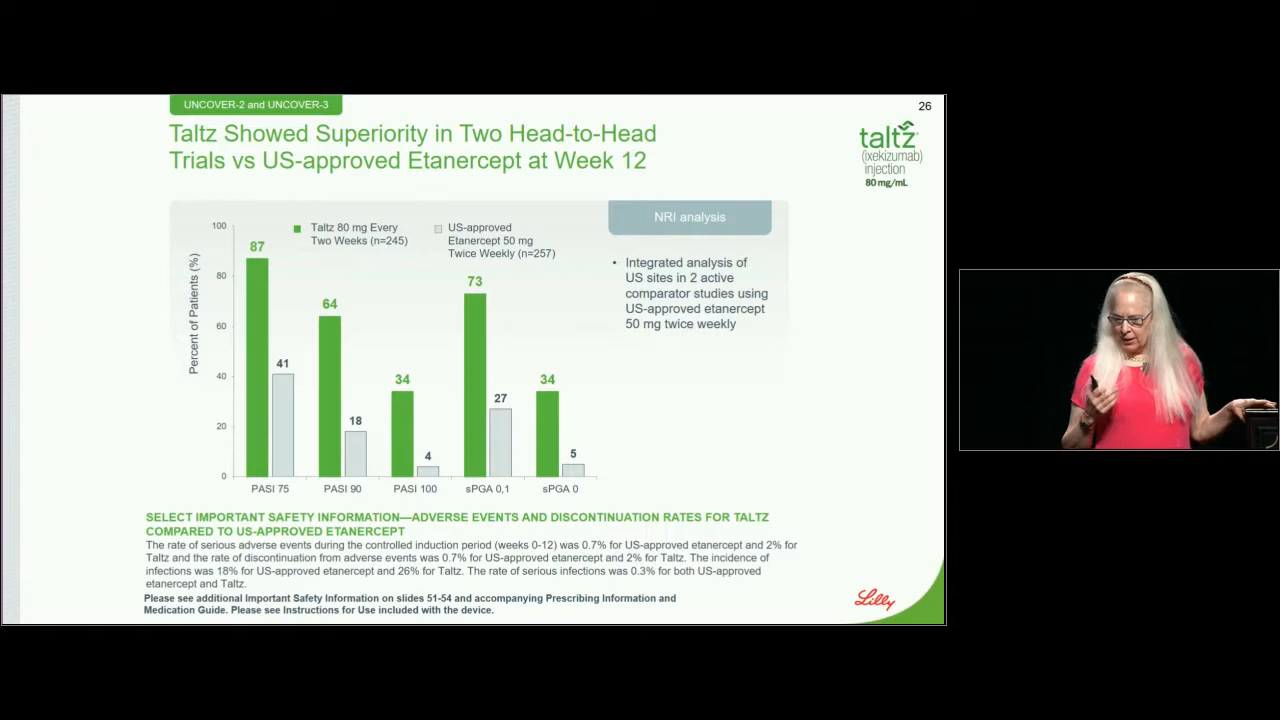 UNCOVER-2 and UNCOVER-3
26
Taltz Showed Superiority in Two Head-to-Head
Trials vs US-approved Etanercept at Week 12
taltz®
(ixekizumab)
injection
80 mg/mL
NRI analysis
• Integrated analysis of
US sites in 2 active
comparator studies using
US-approved etanercept
50 mg twice weekly
Percent of Patients (%)
100
80
60
40
20
0
Taltz 80 mg Every
Two Weeks (n=245)
US-approved
Etanercept 50 mg
Twice Weekly (n=257)
87
41
64
18
34
4
73
27
34
5
PASI 75
PASI 90
PASI 100
sPGA 0,1
sPGA 0
SELECT IMPORTANT SAFETY INFORMATION—ADVERSE EVENTS AND DISCONTINUATION RATES FOR TALTZ
COMPARED TO US-APPROVED ETANERCEPT
The rate of serious adverse events during the controlled induction period (weeks 0-12) was 0.7% for US-approved etanercept and 2% for
Taltz and the rate of discontinuation from adverse events was 0.7% for US-approved etanercept and 2% for Taltz. The incidence of
infections was 18% for US-approved etanercept and 26% for Taltz. The rate of serious infections was 0.3% for both US-approved
etanercept and Taltz.
Please see additional Important Safety Information on slides 51-54 and accompanying Prescribing Information and
Medication Guide. Please see Instructions for Use included with the device.
Lilly